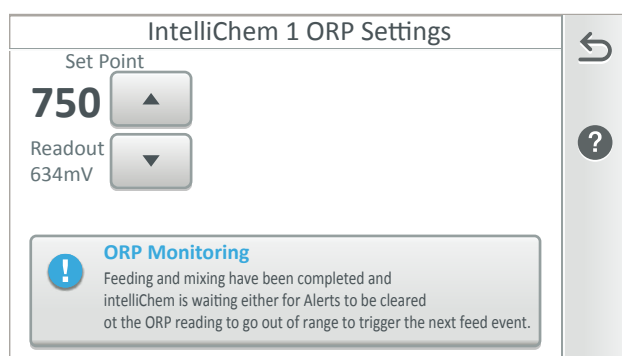 IntelliChem 1 ORP Settings
Set Point
750
Readout
634mV
ORP Monitoring
Feeding and mixing have been completed and
intelliChem is waiting either for Alerts to be cleared
ot the ORP reading to go out of range to trigger the next feed event.